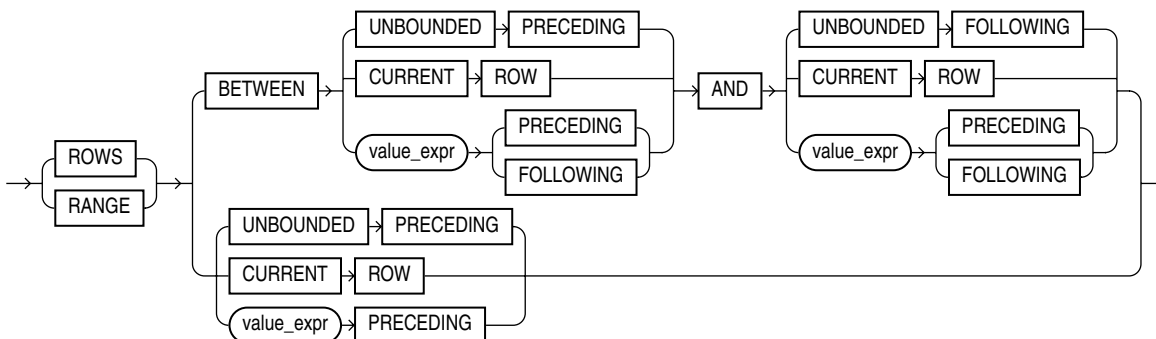 UNBOUNDED PRECEDING UNBOUNDED FOLLOWING
BETWEEN CURRENT ROW AND CURRENT ROW
value_expr PRECEDING value_expr PRECEDING
FOLLOWING FOLLOWING
ROWS
RANGE
UNBOUNDED PRECEDING
CURRENT ROW
value_expr PRECEDING